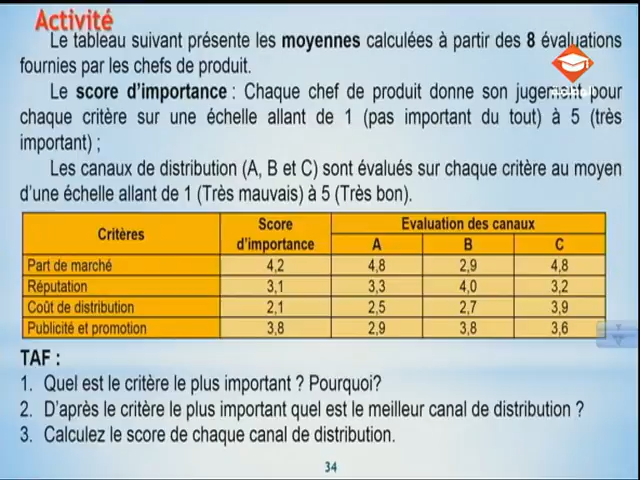 Activité
Le tableau suivant présente les moyennes calculées à partir des 8 évaluations
fournies par les chefs de produit.
Le score d'importance : Chaque chef de produit donne son jugement pour
chaque critère sur une échelle allant de 1 (pas important du tout) à 5 (très
important) ;
Les canaux de distribution (A, B et C) sont évalués sur chaque critère au moyen
d'une échelle allant de 1 (Très mauvais) à 5 (Très bon).
Critères Score d'importance Evaluation des canaux
A B C
Part de marché 4,2 4,8 2,9 4,8
Réputation 3,1 3,3 4,0 3,2
Coût de distribution 2,1 2,5 2,7 3,9
Publicité et promotion 3,8 2,9 3,8 3,6
TAF :
1. Quel est le critère le plus important ? Pourquoi?
2. D'après le critère le plus important quel est le meilleur canal de distribution ?
3. Calculez le score de chaque canal de distribution.
34